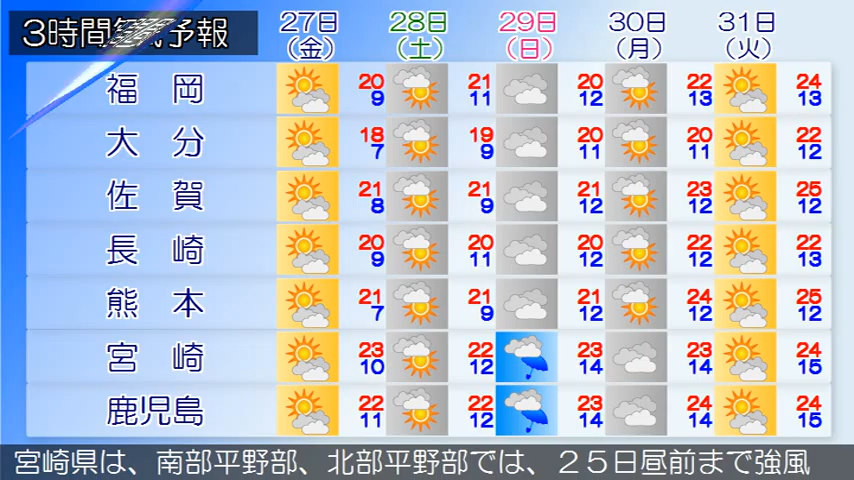 3時間天気予報
27日 28日 29日 30日 31日
(金) (土) (日) (月) (火)
福岡 20 9 21 11 20 12 22 13 24 13
大分 18 7 19 9 20 11 20 11 22 12
佐賀 21 8 21 9 21 12 23 12 25 12
長崎 20 9 20 11 20 12 22 12 22 13
熊本 21 7 21 9 21 12 24 12 25 12
宮崎 23 10 22 12 23 14 23 14 24 15
鹿児島 22 11 22 12 23 14 24 14 24 15
宮崎県は、南部平野部、北部平野部では、25日昼前まで強風